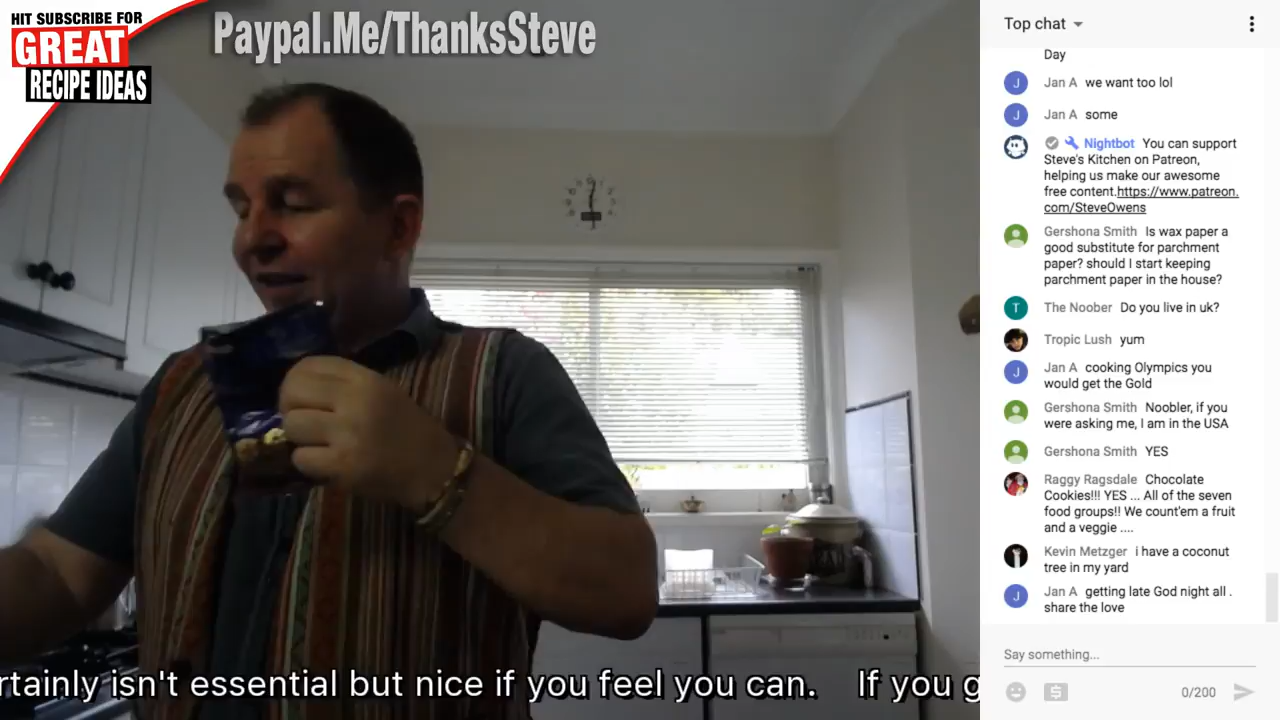 HIT SUBSCRIBE FOR
GREAT
RECIPE IDEAS
Paypal.Me/ThanksSteve
rtainly isn't essential but nice if you feel you can. If you g
Top chat
Day
Jan A we want too lol
Jan A some
Nightbot You can support
Steve's Kitchen on Patreon,
helping us make our awesome
free content.https://www.patreon.
com/SteveOwens
Gershona Smith Is wax paper a
good substitute for parchment
paper? should I start keeping
parchment paper in the house?
The Noober Do you live in uk?
Tropic Lush yum
Jan A cooking Olympics you
would get the Gold
Gershona Smith Noobler, if you
were asking me, I am in the USA
Gershona Smith YES
Raggy Ragsdale Chocolate
Cookies!!! YES ... All of the seven
food groups!! We count'em a fruit
and a veggie ....
Kevin Metzger i have a coconut
tree in my yard
Jan A getting late God night all .
share the love
Say something...
0/200